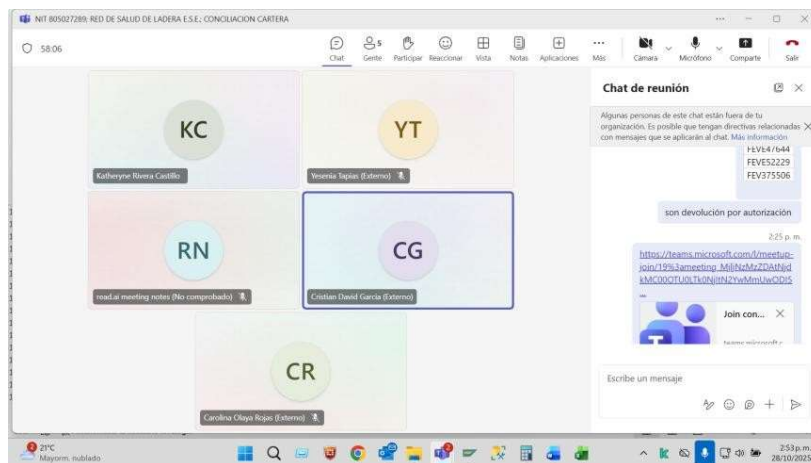 NIT 805027289; RED DE SALUD DE LADERA E.S.E.; CONCILIACION CARTERA
58:06
Chat
5
Gente
Participar
Reaccionar
Vista
Notas
Aplicaciones
Más
Cámara
Micrófono
Comparte
Salir
KC
Katheryne Rivera Castillo
YT
Yesenia Tapias (Externo)
RN
read.ai meeting notes (No comprobado)
CG
Cristian David García (Externo)
CR
Carolina Olaya Rojas (Externo)
Chat de reunión
Algunas personas de este chat están fuera de tu
organización. Es posible que tengan directivas relacionadas
con mensajes que se aplicarán al chat. Más información
FEVE47644
FEVE52229
FEV375506
son devolución por autorización
2:25 p. m.
https://teams.microsoft.com/l/meetup-
...
Join con...
Escribe un mensaje
2
21°C
Mayorm. nublado
2:53 p.m.
28/10/2025